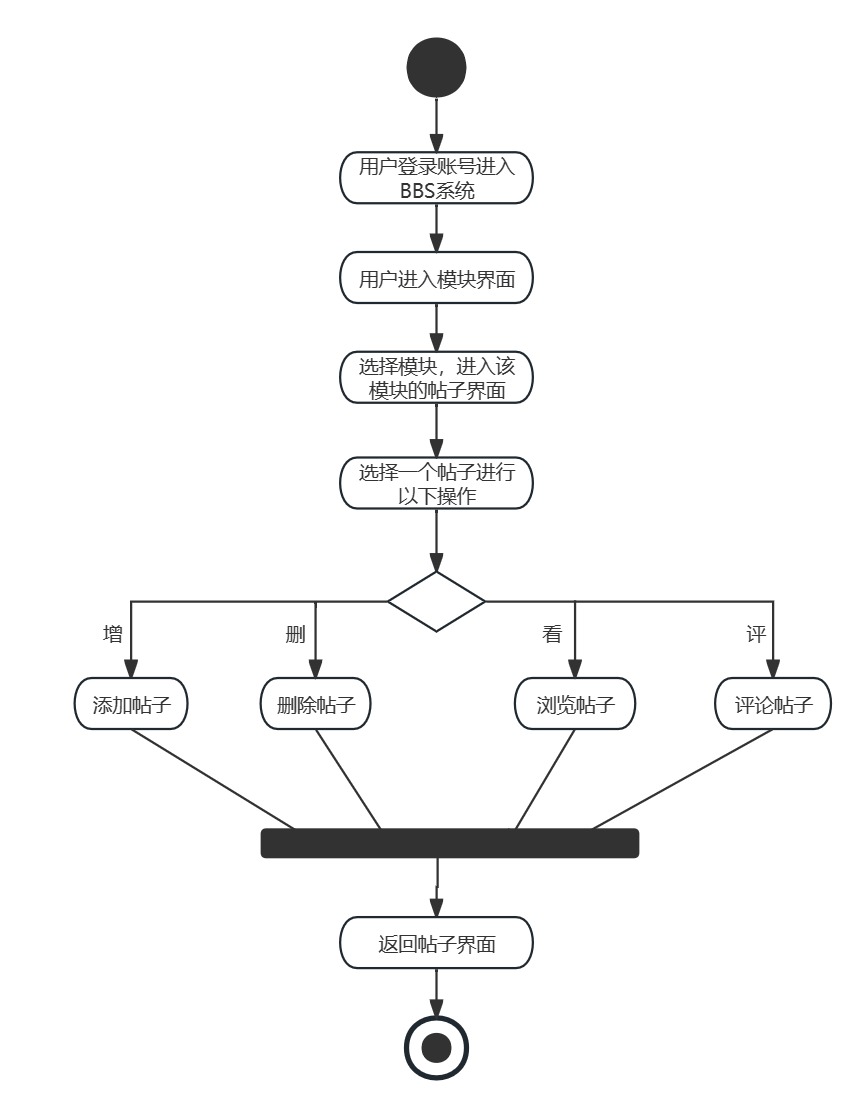 用户登录账号进入
BBS系统
用户进入模块界面
选择模块，进入该
模块的帖子界面
选择一个帖子进行
以下操作
增
删
看
评
添加帖子
删除帖子
浏览帖子
评论帖子
返回帖子界面